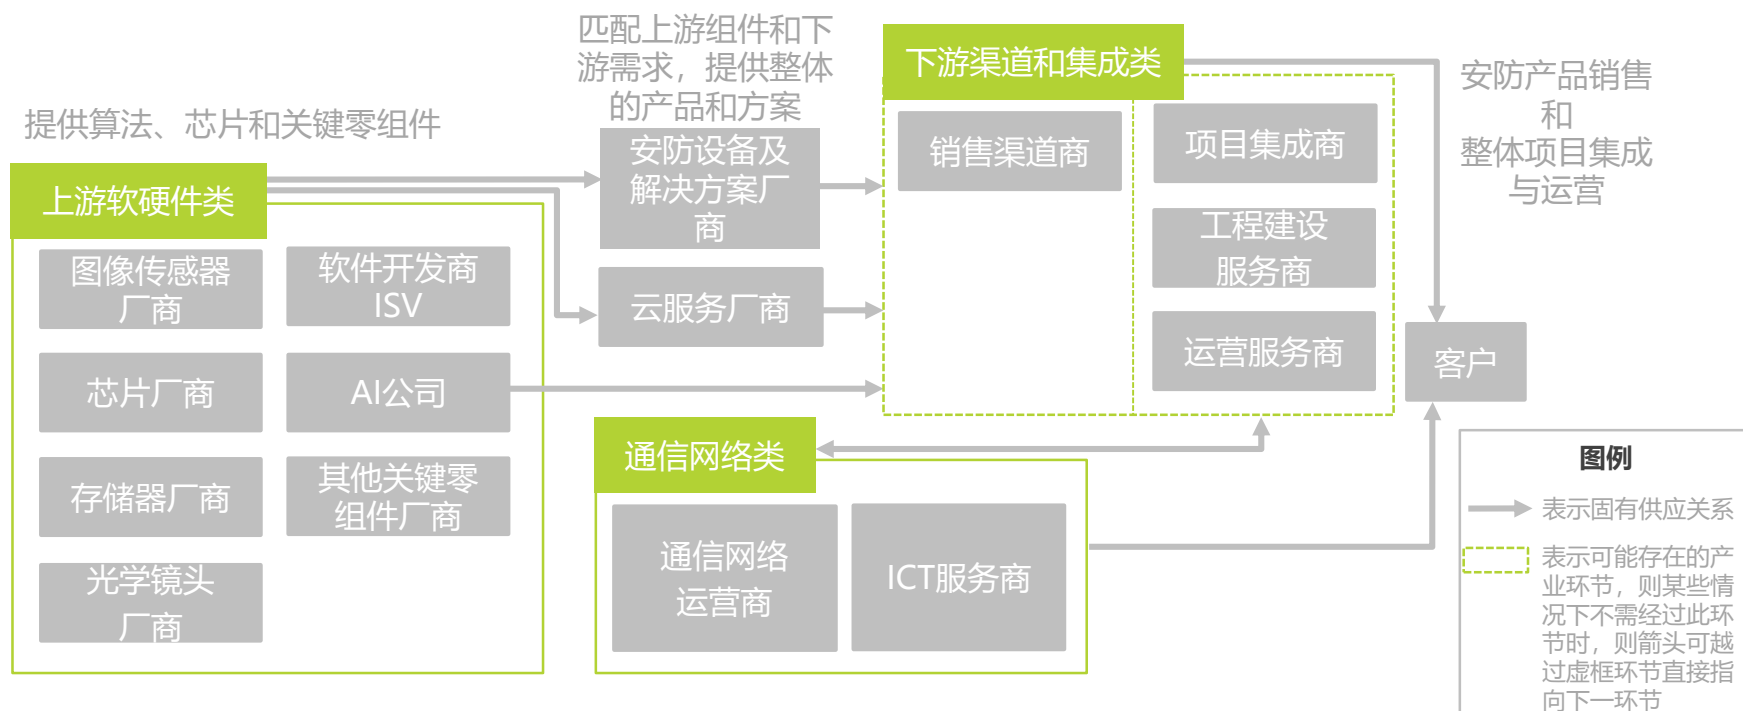 提供算法、芯片和关键零组件
上游软硬件类
图像传感器
厂商
软件开发商
ISV
芯片厂商
AI公司
存储器厂商
其他关键零
组件厂商
光学镜头
厂商
匹配上游组件和下
游需求，提供整体
的产品和方案
安防设备及
解决方案厂
商
云服务厂商
下游渠道和集成类
销售渠道商
项目集成商
工程建设
服务商
运营服务商
通信网络类
通信网络
运营商
ICT服务商
安防产品销售
和
整体项目集成
与运营
客户
图例
表示固有供应关系
表示可能存在的产
业环节，则某些情
况下不需经过此环
节时，则箭头可越
过虚框环节直接指
向下一环节